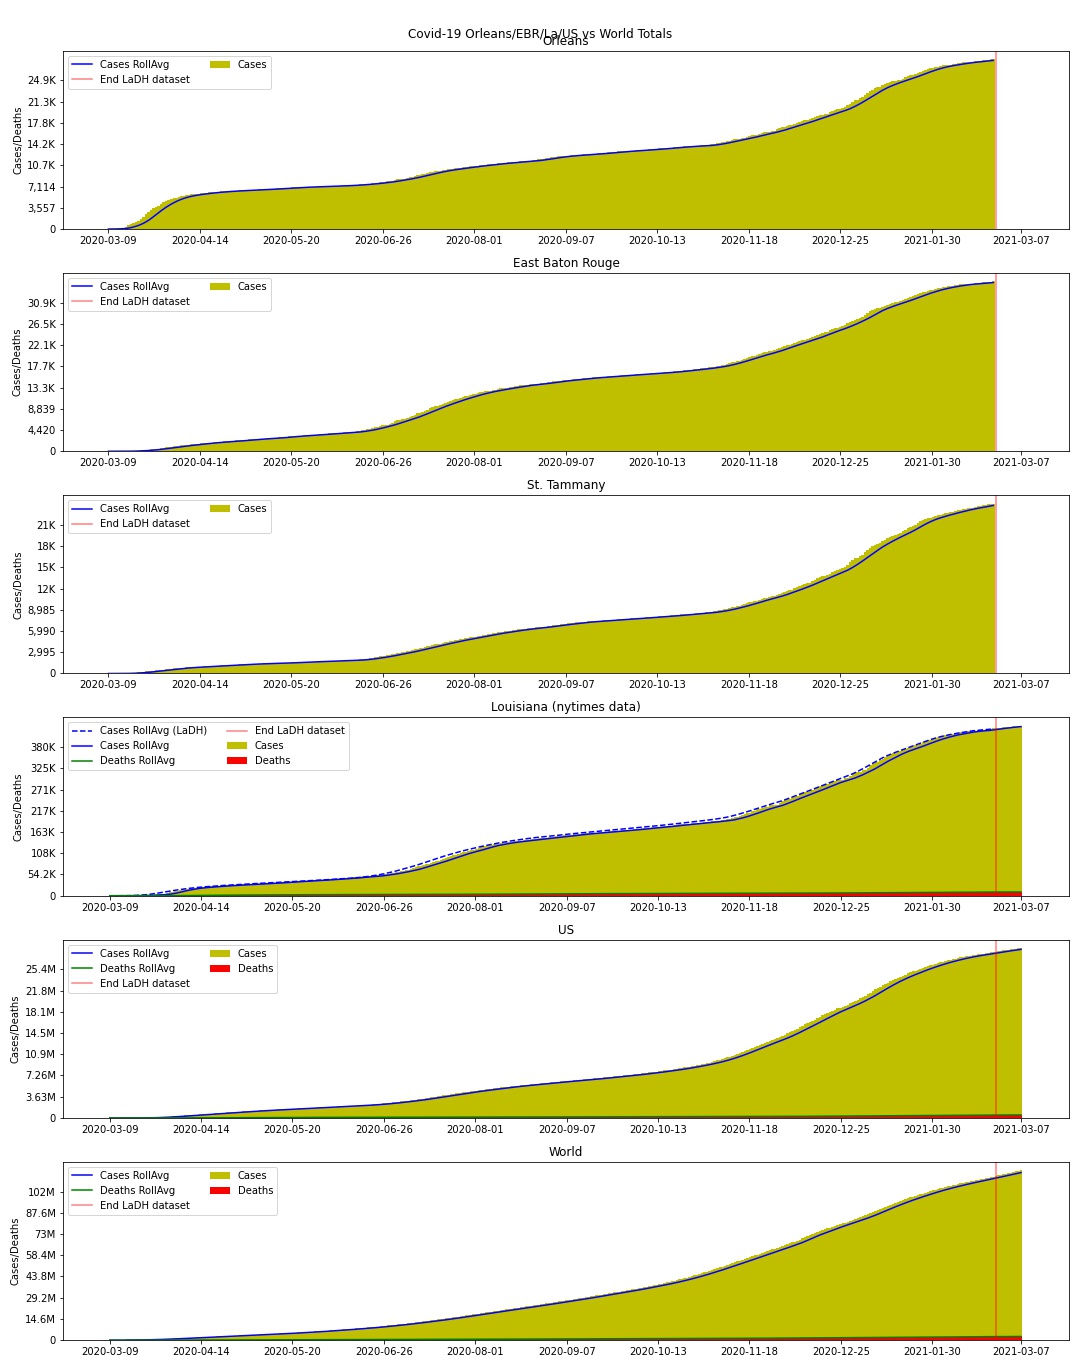 Covid-19 Orleans/EBR/La/US vs World Totals
Orleans
Cases RollAvg Cases
End LaDH dataset
Cases/Deaths
24.9K
21.3K
17.8K
14.2K
10.7K
7,114
3,557
0
2020-03-09 2020-04-14 2020-05-20 2020-06-26 2020-08-01 2020-09-07 2020-10-13 2020-11-18 2020-12-25 2021-01-30 2021-03-07
East Baton Rouge
Cases RollAvg Cases
End LaDH dataset
Cases/Deaths
30.9K
26.5K
22.1K
17.7K
13.3K
8,839
4,420
0
2020-03-09 2020-04-14 2020-05-20 2020-06-26 2020-08-01 2020-09-07 2020-10-13 2020-11-18 2020-12-25 2021-01-30 2021-03-07
St. Tammany
Cases RollAvg Cases
End LaDH dataset
Cases/Deaths
21K
18K
15K
12K
8,985
5,990
2,995
0
2020-03-09 2020-04-14 2020-05-20 2020-06-26 2020-08-01 2020-09-07 2020-10-13 2020-11-18 2020-12-25 2021-01-30 2021-03-07
Louisiana (nytimes data)
Cases RollAvg (LaDH) End LaDH dataset
Cases RollAvg Cases
Deaths RollAvg Deaths
Cases/Deaths
380K
325K
271K
217K
163K
108K
54.2K
0
2020-03-09 2020-04-14 2020-05-20 2020-06-26 2020-08-01 2020-09-07 2020-10-13 2020-11-18 2020-12-25 2021-01-30 2021-03-07
US
Cases RollAvg Cases
Deaths RollAvg Deaths
End LaDH dataset
Cases/Deaths
25.4M
21.8M
18.1M
14.5M
10.9M
7.26M
3.63M
0
2020-03-09 2020-04-14 2020-05-20 2020-06-26 2020-08-01 2020-09-07 2020-10-13 2020-11-18 2020-12-25 2021-01-30 2021-03-07
World
Cases RollAvg Cases
Deaths RollAvg Deaths
End LaDH dataset
Cases/Deaths
102M
87.6M
73M
58.4M
43.8M
29.2M
14.6M
0
2020-03-09 2020-04-14 2020-05-20 2020-06-26 2020-08-01 2020-09-07 2020-10-13 2020-11-18 2020-12-25 2021-01-30 2021-03-07